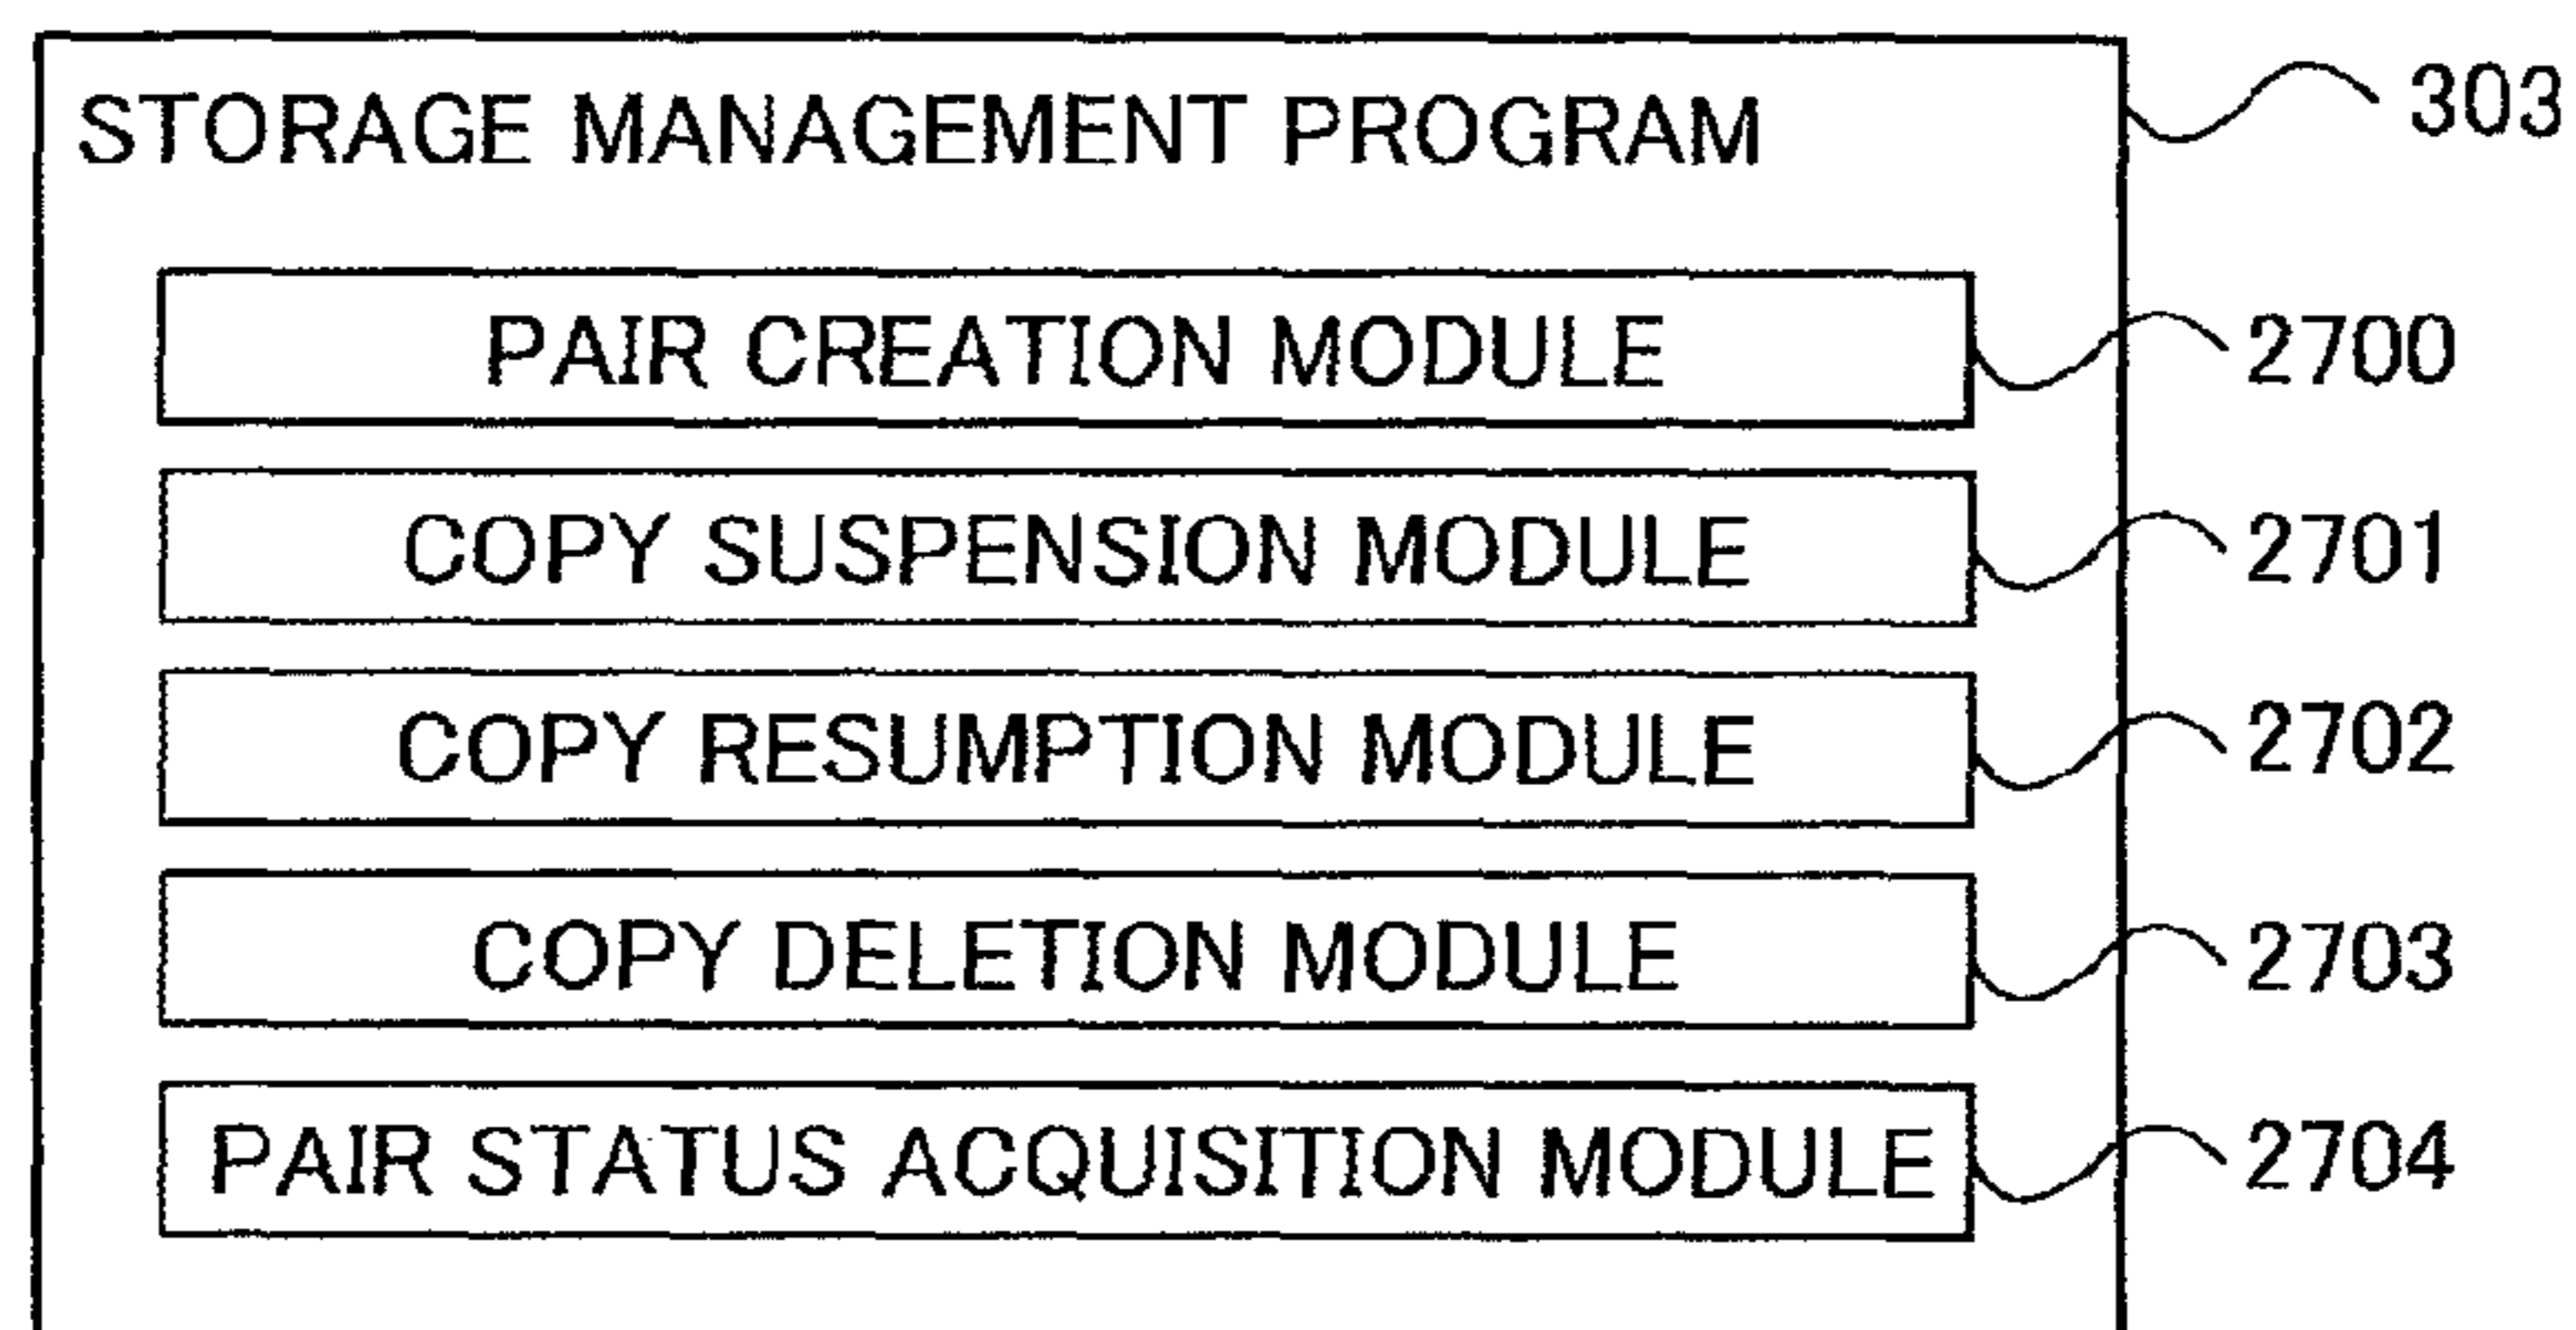 STORAGE MANAGEMENT PROGRAM 303
PAIR CREATION MODULE 2700
COPY SUSPENSION MODULE 2701
COPY RESUMPTION MODULE 2702
COPY DELETION MODULE 2703
PAIR STATUS ACQUISITION MODULE 2704